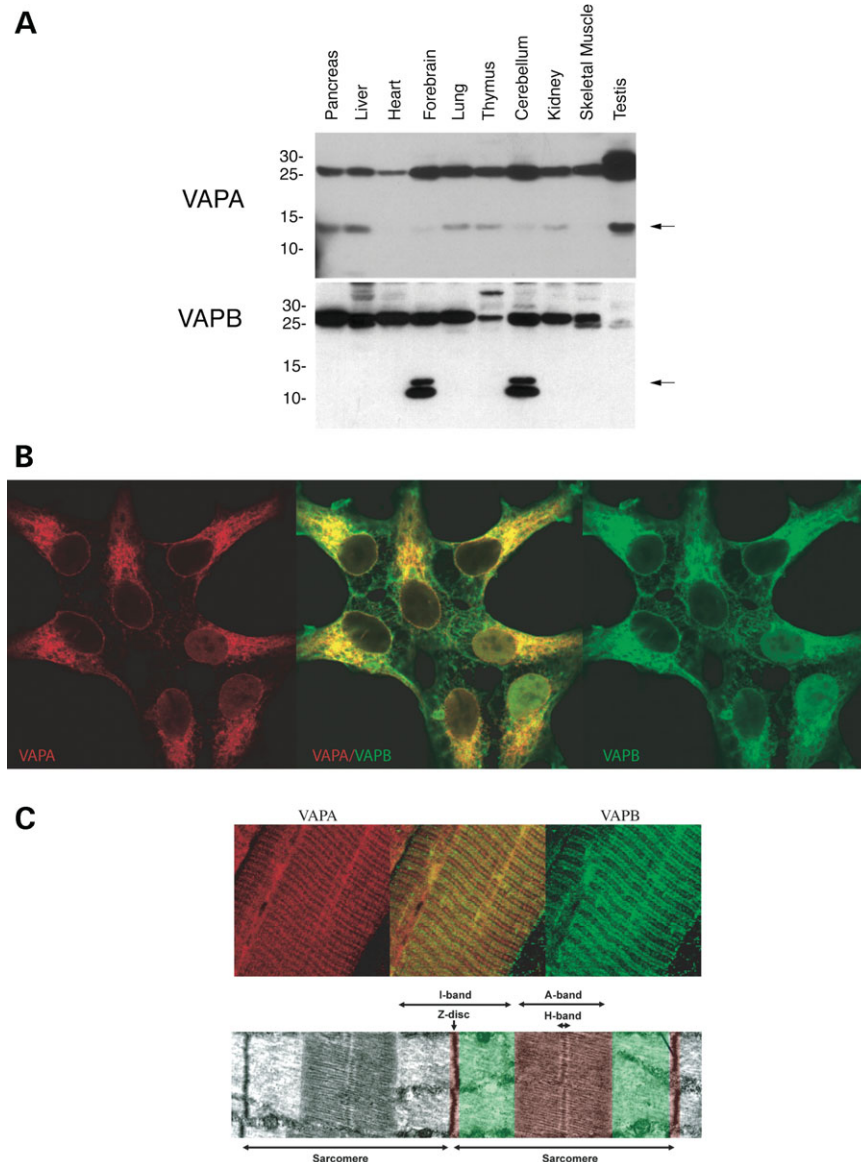 A
Pancreas
Liver
Heart
Forebrain
Lung
Thymus
Cerebellum
Kidney
Skeletal Muscle
Testis
VAPA
30-
25-
15-
10-
VAPB
30-
25-
15-
10-
B
VAPA
VAPA/VAPB
VAPB
C
VAPA
VAPB
I-band
A-band
Z-disc
H-band
Sarcomere
Sarcomere